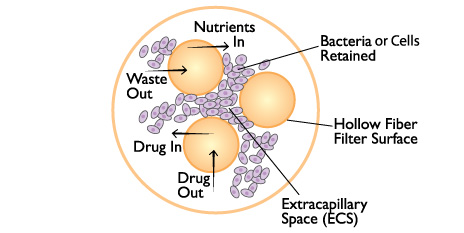 Nutrients
In
Bacteria or Cells
Retained
Waste
Out
Hollow Fiber
Filter Surface
Drug In
Drug
Out
Extracapillary
Space (ECS)